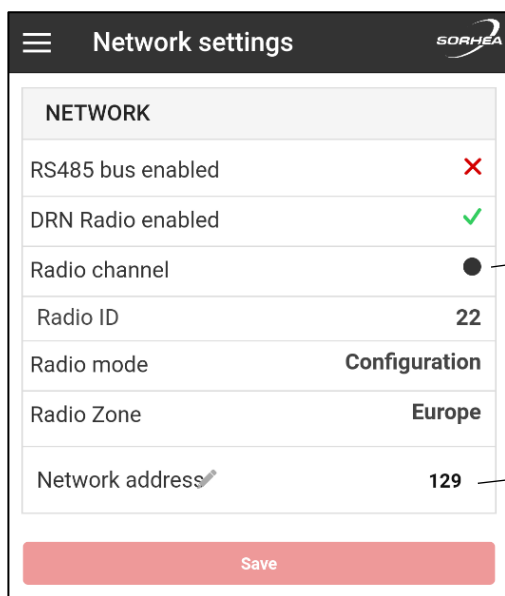 Network settings
SORHEA
NETWORK
RS485 bus enabled
DRN Radio enabled
Radio channel
Radio ID 22
Radio mode Configuration
Radio Zone Europe
Network address 129
Save